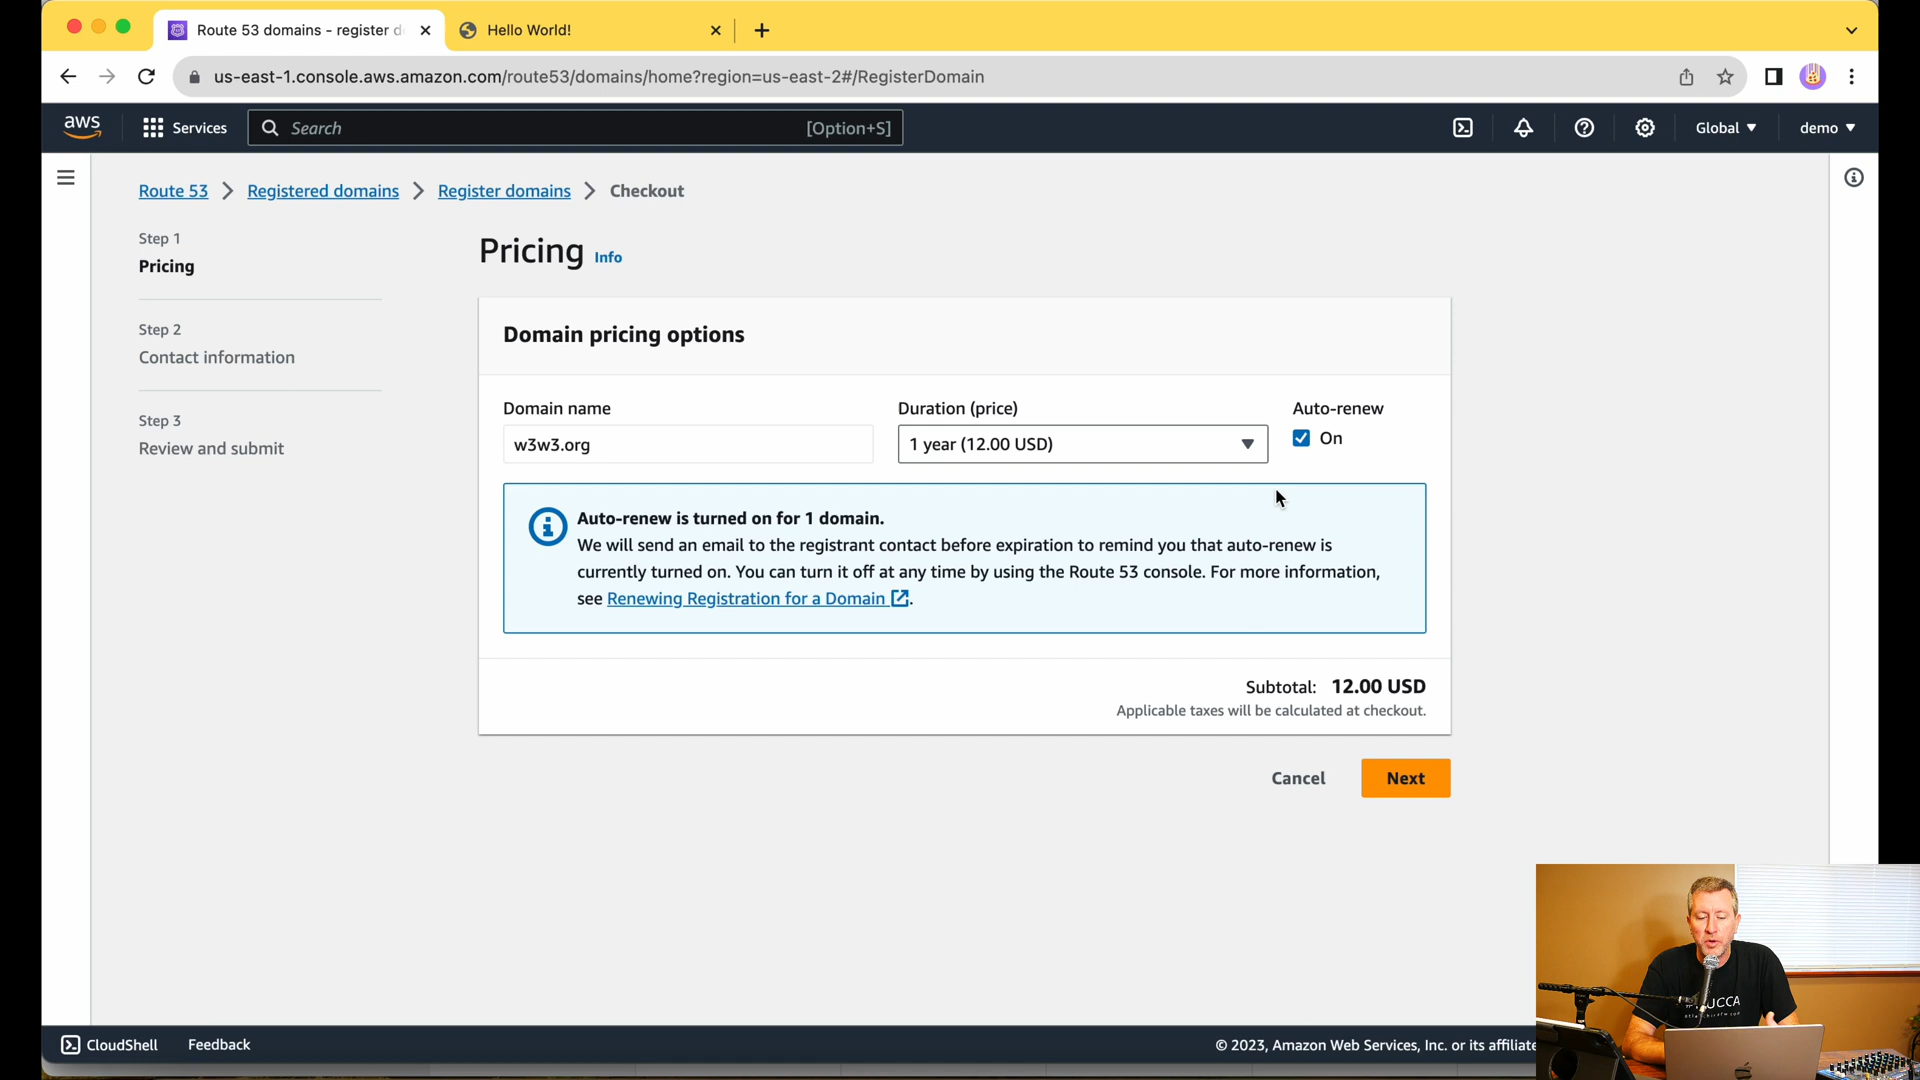 Route 53 domains - register d
Hello World!
us-east-1.console.aws.amazon.com/route53/domains/home?region=us-east-2#/RegisterDomain
aws
Services
Search
[Option+S]
Global
demo
Route 53 > Registered domains > Register domains > Checkout
Step 1
Pricing
Step 2
Contact information
Step 3
Review and submit
Pricing Info
Domain pricing options
Domain name
w3w3.org
Duration (price)
1 year (12.00 USD)
Auto-renew
On
Auto-renew is turned on for 1 domain.
We will send an email to the registrant contact before expiration to remind you that auto-renew is
currently turned on. You can turn it off at any time by using the Route 53 console. For more information,
see Renewing Registration for a Domain.
Subtotal: 12.00 USD
Applicable taxes will be calculated at checkout.
Cancel
Next
CloudShell
Feedback
© 2023, Amazon Web Services, Inc. or its affiliate